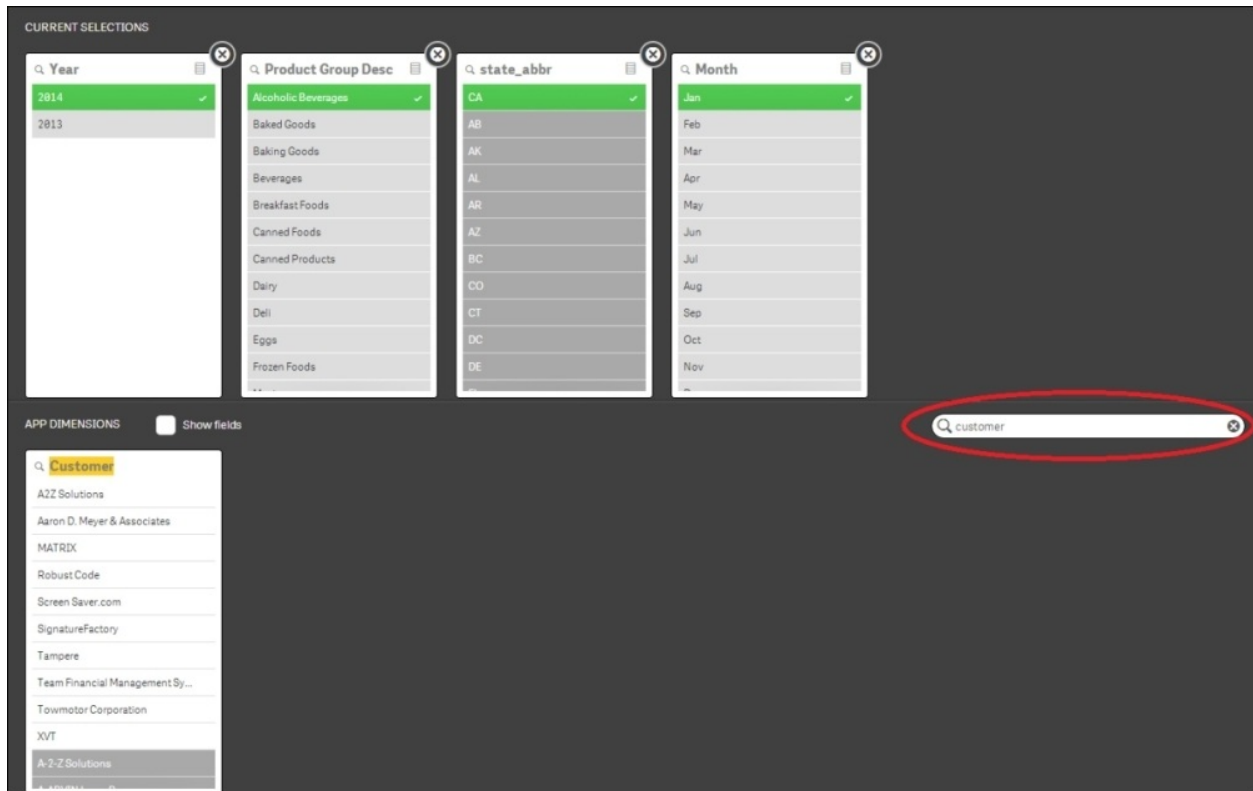 CURRENT SELECTIONS
Year
2014
2013
Product Group Desc
Alcoholic Beverages
Baked Goods
Baking Goods
Beverages
Breakfast Foods
Canned Foods
Canned Products
Dairy
Deli
Eggs
Frozen Foods
state_abbr
CA
AB
AK
AL
AR
AZ
BC
CO
CT
DC
DE
Month
Jan
Feb
Mar
Apr
May
Jun
Jul
Aug
Sep
Oct
Nov
APP DIMENSIONS
Show fields
customer
Customer
A2Z Solutions
Aaron D. Meyer & Associates
MATRIX
Robust Code
Screen Saver.com
SignatureFactory
Tampere
Team Financial Management Sy...
Towmotor Corporation
XVT
A-2-Z Solutions